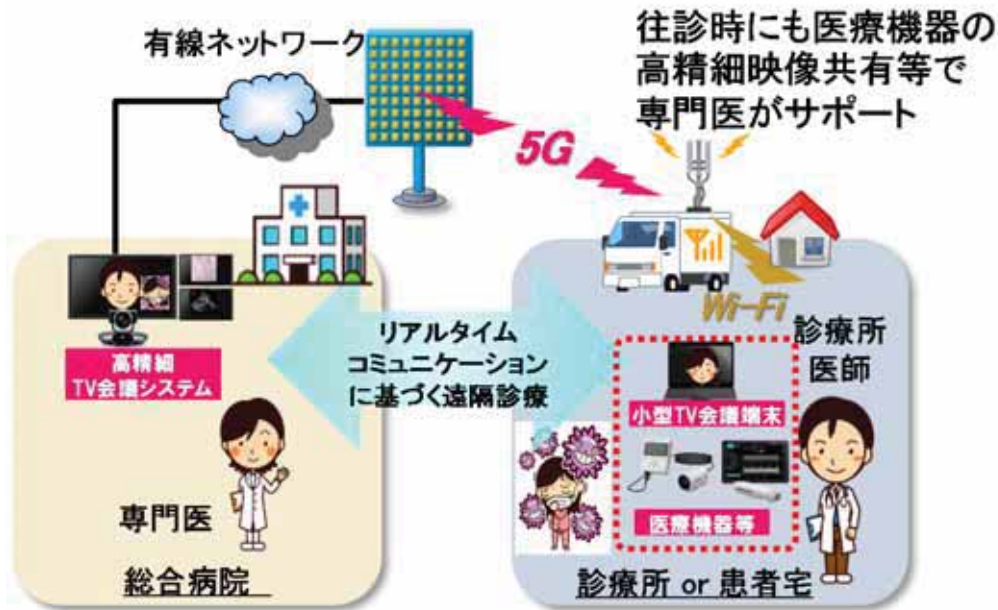 有線ネットワーク
往診時にも医療機器の
高精細映像共有等で
専門医がサポート
5G
Wi-Fi
高精細
TV会議システム
リアルタイム
コミュニケーション
に基づく遠隔診療
診療所
医師
小型TV会議端末
医療機器等
専門医
総合病院
診療所 or 患者宅